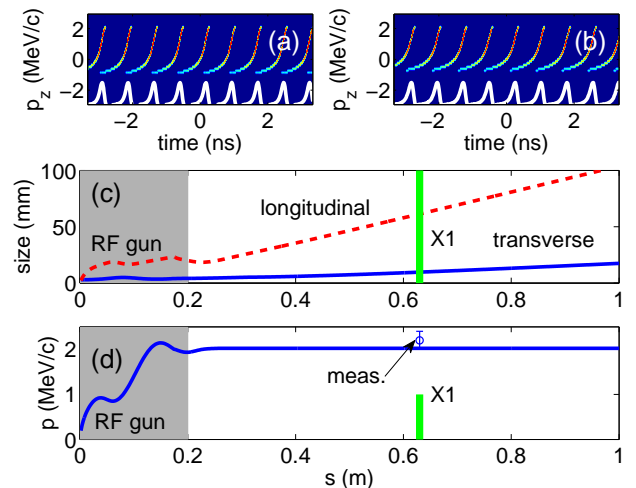 2
0
−2
p_z (MeV/c)
(a)
−2 0 2
time (ns)
2
0
−2
p_z (MeV/c)
(b)
−2 0 2
time (ns)
100
50
0
size (mm)
(c)
RF gun
longitudinal
X1
transverse
0 0.2 0.4 0.6 0.8 1
2
1
0
p (MeV/c)
(d)
RF gun
meas.
X1
0 0.2 0.4 0.6 0.8 1
s (m)